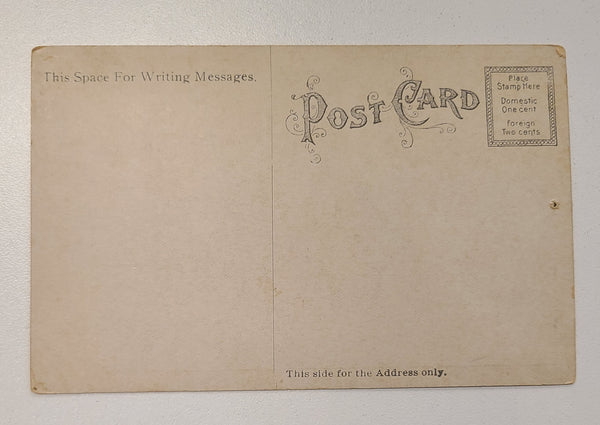 This Space For Writing Messages.
POST CARD
Place
Stamp Here
Domestic
One cent
Foreign
Two cents
This side for the Address only.